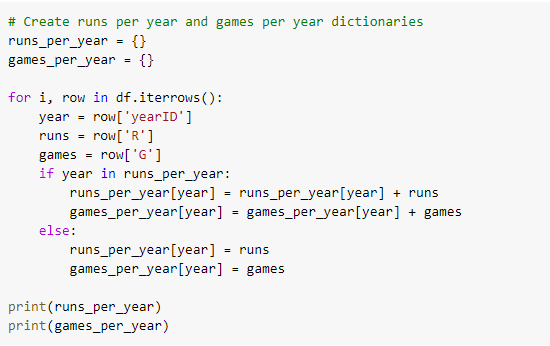 # Create runs per year and games per year dictionaries
runs_per_year = {}
games_per_year = {}
for i, row in df.iterrows():
    year = row['yearID']
    runs = row['R']
    games = row['G']
    if year in runs_per_year:
        runs_per_year[year] = runs_per_year[year] + runs
        games_per_year[year] = games_per_year[year] + games
    else:
        runs_per_year[year] = runs
        games_per_year[year] = games
print(runs_per_year)
print(games_per_year)